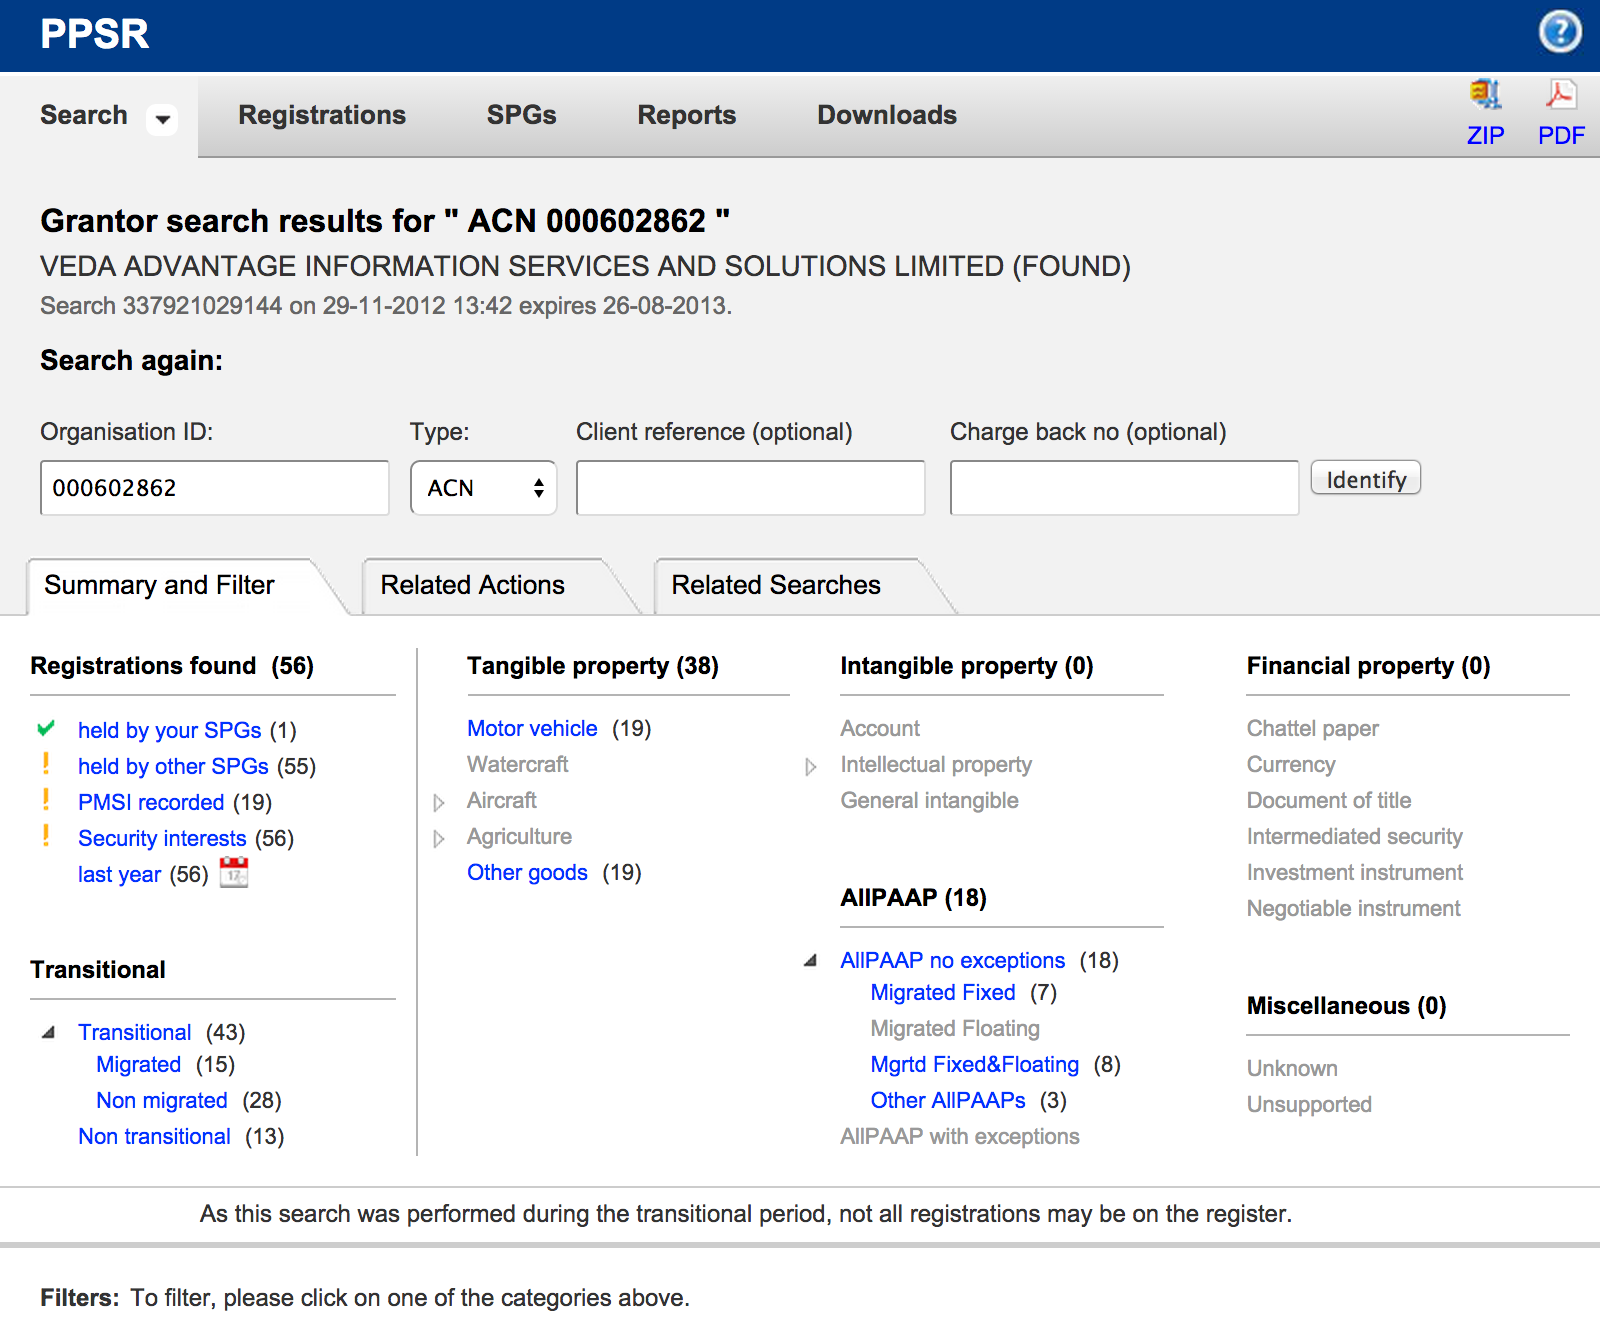 PPSR
?
Search
Registrations
SPGs
Reports
Downloads
ZIP
PDF
Grantor search results for " ACN 000602862 "
VEDA ADVANTAGE INFORMATION SERVICES AND SOLUTIONS LIMITED (FOUND)
Search 337921029144 on 29-11-2012 13:42 expires 26-08-2013.
Search again:
Organisation ID:
Type:
Client reference (optional)
Charge back no (optional)
000602862
ACN
Identify
Summary and Filter
Related Actions
Related Searches
Registrations found (56)
held by your SPGs (1)
! held by other SPGs (55)
! PMSI recorded (19)
! Security interests (56)
last year (56) 17
Transitional
Transitional (43)
Migrated (15)
Non migrated (28)
Non transitional (13)
Tangible property (38)
Motor vehicle (19)
Watercraft
Aircraft
Agriculture
Other goods (19)
Intangible property (0)
Account
Intellectual property
General intangible
AllPAAP (18)
AllPAAP no exceptions (18)
Migrated Fixed (7)
Migrated Floating
Mgrtd Fixed&Floating (8)
Other AllPAAPs (3)
AllPAAP with exceptions
Financial property (0)
Chattel paper
Currency
Document of title
Intermediated security
Investment instrument
Negotiable instrument
Miscellaneous (0)
Unknown
Unsupported
As this search was performed during the transitional period, not all registrations may be on the register.
Filters: To filter, please click on one of the categories above.